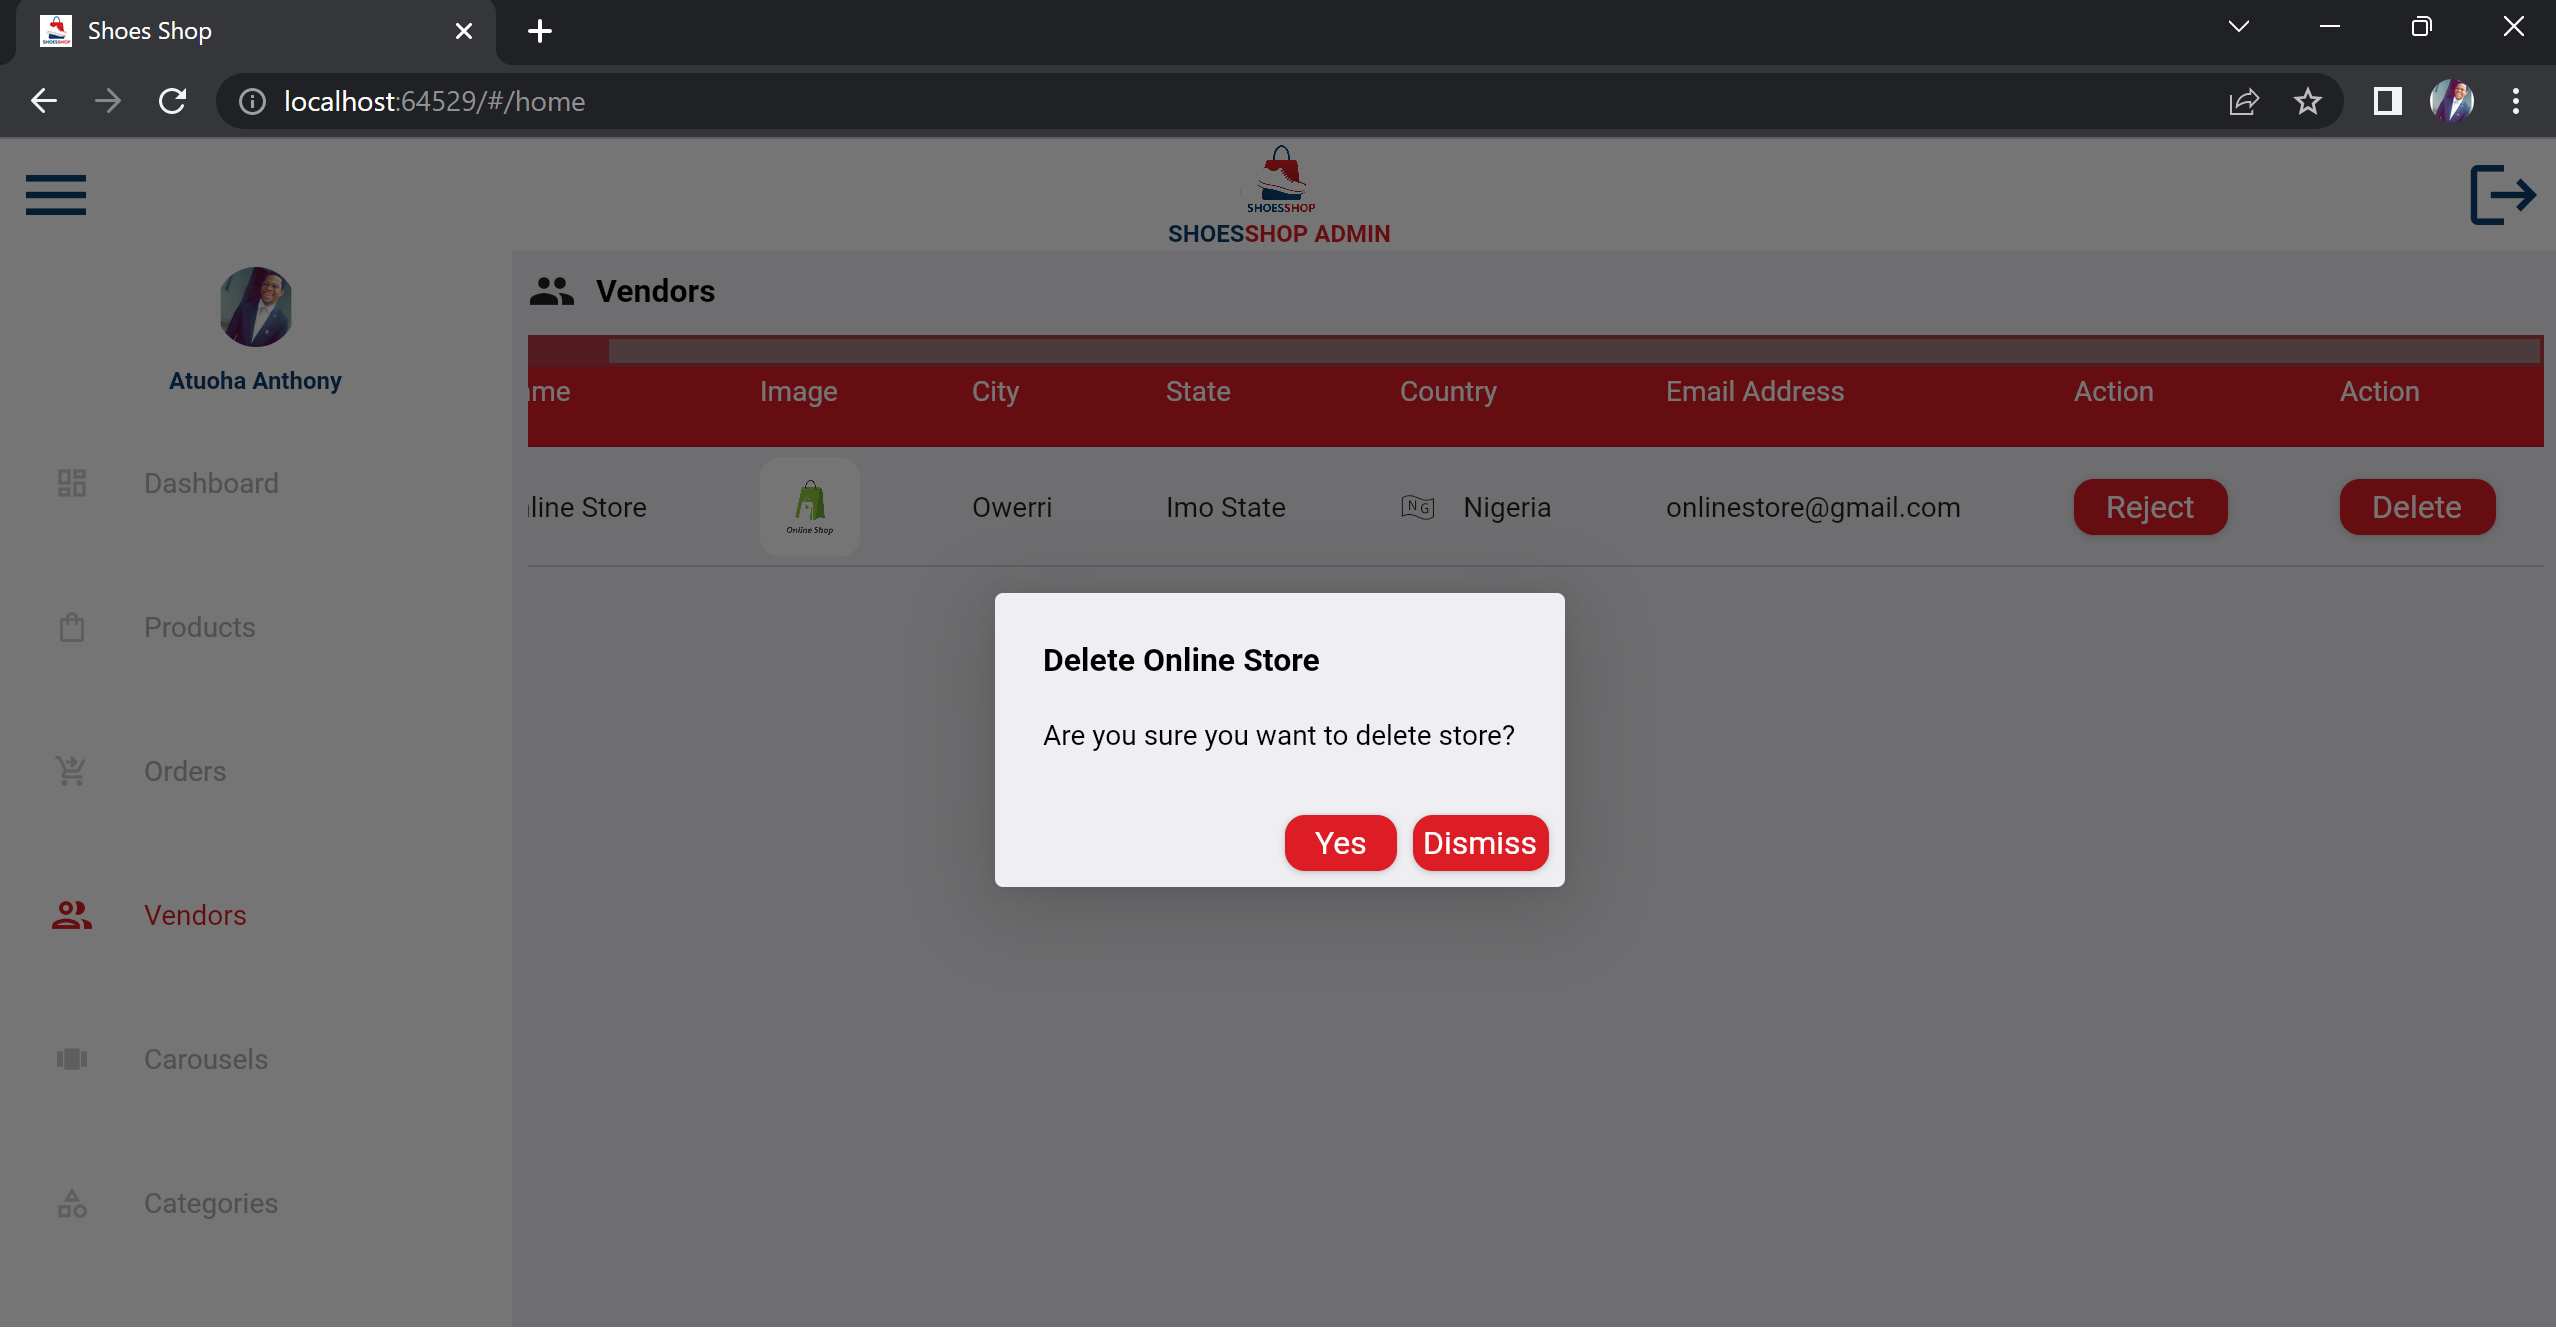 Shoes Shop
localhost:64529/#/home
SHOESSHOP
SHOESSHOP ADMIN
Atuoha Anthony
Dashboard
Products
Orders
Vendors
Carousels
Categories
Vendors
me Image City State Country Email Address Action Action
line Store Online Shop Owerri Imo State NG Nigeria onlinestore@gmail.com Reject Delete
Delete Online Store
Are you sure you want to delete store?
Yes Dismiss